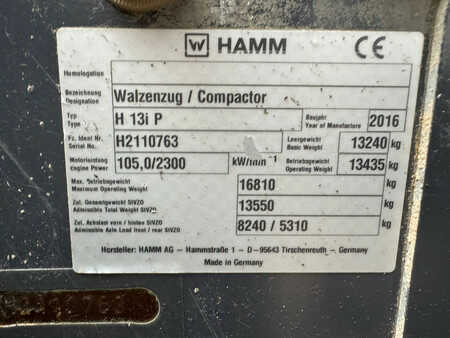 HAMM CE
Homologation
Bezeichnung
Designation Walzenzug / Compactor
Typ
Type H 13i P Baujahr
Year of Manufacture 2016
Fz. Ident Nr.
Serial No. H2110763 Leergewicht
Basic Weight 13240 kg
Motorleistung
Engine Power 105,0/2300 kW/min⁻¹ Betriebsgewicht
Operating Weight 13435 kg
Max. Betriebsgewicht
Maximum Operating Weight 16810 kg
Zul. Gesamtgewicht StVZO
Admissible Total Weight StVZO 13550 kg
Zul. Achslast vorn / hinten StVZO
Admissible Axle Load front / rear StVZO 8240 / 5310 kg
Hersteller: HAMM AG – Hammstraße 1 – D-95643 Tirschenreuth – Germany
Made in Germany